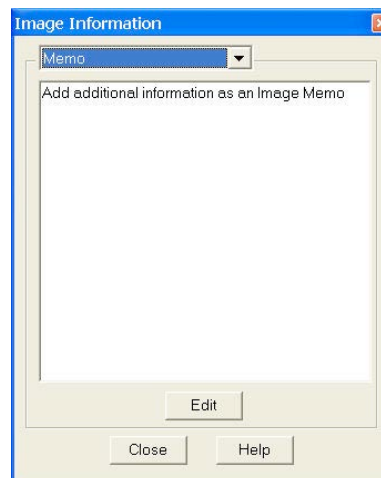 Image Information
Memo
Add additional information as an Image Memo
Edit
Close Help